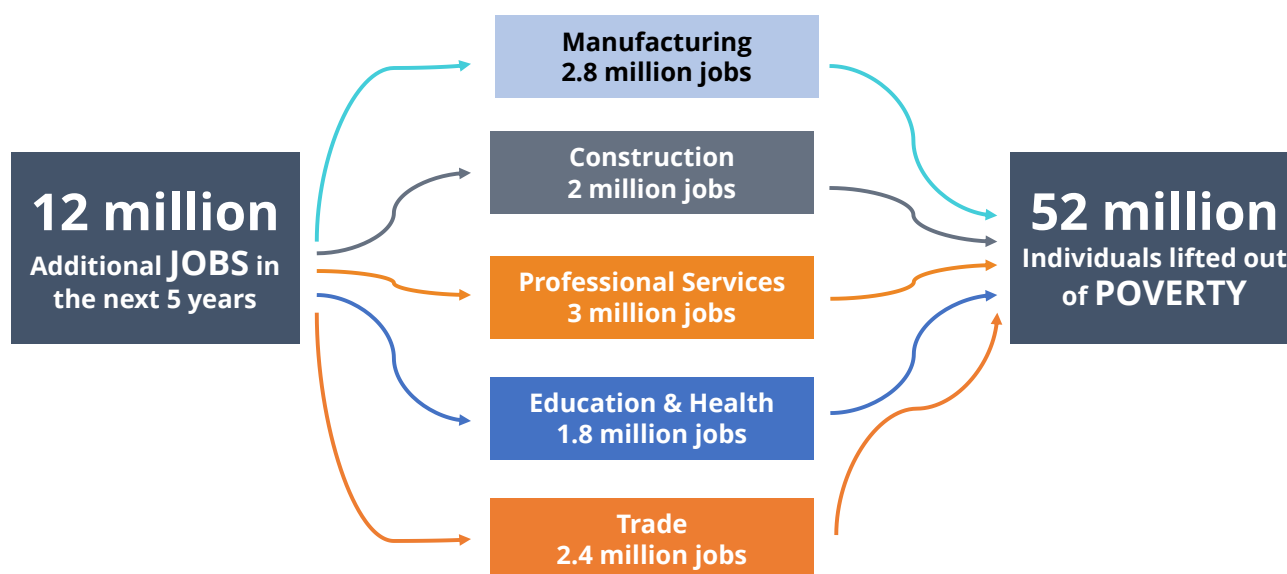 12 million
Additional JOBS in
the next 5 years
Manufacturing
2.8 million jobs
Construction
2 million jobs
Professional Services
3 million jobs
Education & Health
1.8 million jobs
Trade
2.4 million jobs
52 million
Individuals lifted out
of POVERTY